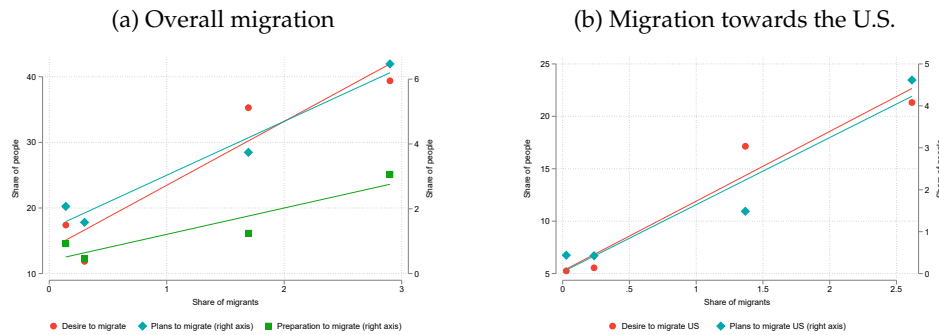 (a) Overall migration
(b) Migration towards the U.S.
40
30
20
10
Share of people
6
4
2
0
Share of people
0
1
2
3
Share of migrants
Desire to migrate
Plans to migrate (right axis)
Preparation to migrate (right axis)
25
20
15
10
5
Share of people
5
4
3
2
1
0
Share of people
0
.5
1
1.5
2
2.5
Share of migrants
Desire to migrate US
Plans to migrate US (right axis)